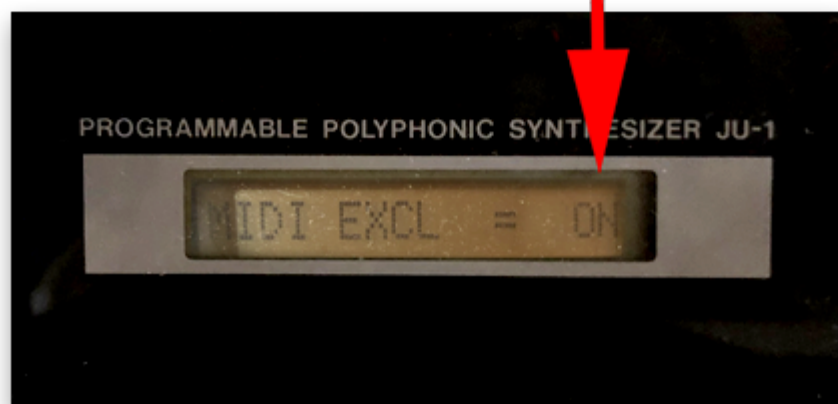 PROGRAMMABLE POLYPHONIC SYNTHESIZER JU-1
MIDI EXCL = ON